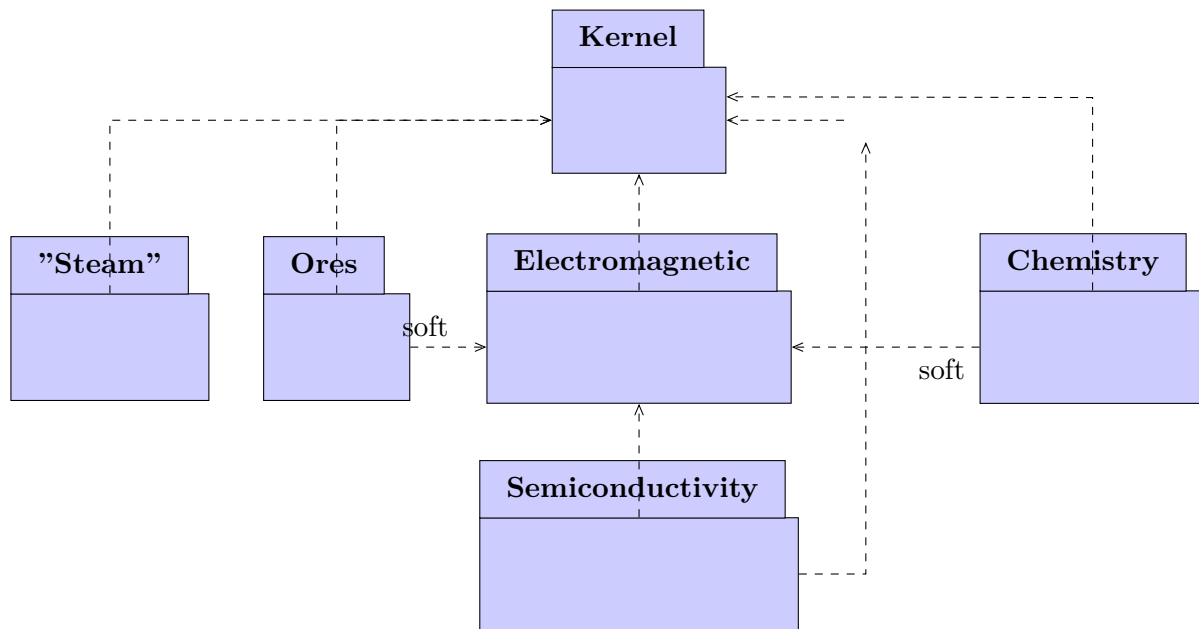 Kernel
”Steam”
Ores
Electromagnetic
Chemistry
soft
soft
Semiconductivity